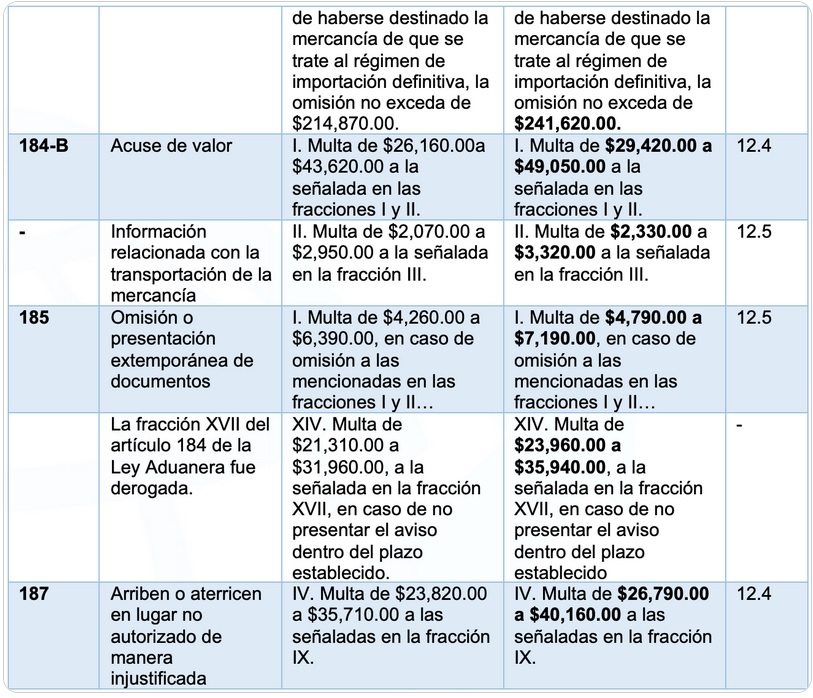 de haberse destinado la
mercancía de que se
trate al régimen de
importación definitiva, la
omisión no exceda de
$214,870.00.
de haberse destinado la
mercancía de que se
trate al régimen de
importación definitiva, la
omisión no exceda de
$241,620.00.
184-B
Acuse de valor
I. Multa de $26,160.00a
$43,620.00 a la
señalada en las
fracciones I y II.
I. Multa de $29,420.00 a
$49,050.00 a la
señalada en las
fracciones I y II.
12.4
-
Información
relacionada con la
transportación de la
mercancía
II. Multa de $2,070.00 a
$2,950.00 a la señalada
en la fracción III.
II. Multa de $2,330.00 a
$3,320.00 a la señalada
en la fracción III.
12.5
185
Omisión o
presentación
extemporánea de
documentos
I. Multa de $4,260.00 a
$6,390.00, en caso de
omisión a las
mencionadas en las
fracciones I y II…
I. Multa de $4,790.00 a
$7,190.00, en caso de
omisión a las
mencionadas en las
fracciones I y II…
12.5
La fracción XVII del
artículo 184 de la
Ley Aduanera fue
derogada.
XIV. Multa de
$21,310.00 a
$31,960.00, a la
señalada en la fracción
XVII, en caso de no
presentar el aviso
dentro del plazo
establecido.
XIV. Multa de
$23,960.00 a
$35,940.00, a la
señalada en la fracción
XVII, en caso de no
presentar el aviso
dentro del plazo
establecido
-
187
Arriben o aterricen
en lugar no
autorizado de
manera
injustificada
IV. Multa de $23,820.00
a $35,710.00 a las
señaladas en la fracción
IX.
IV. Multa de $26,790.00
a $40,160.00 a las
señaladas en la fracción
IX.
12.4